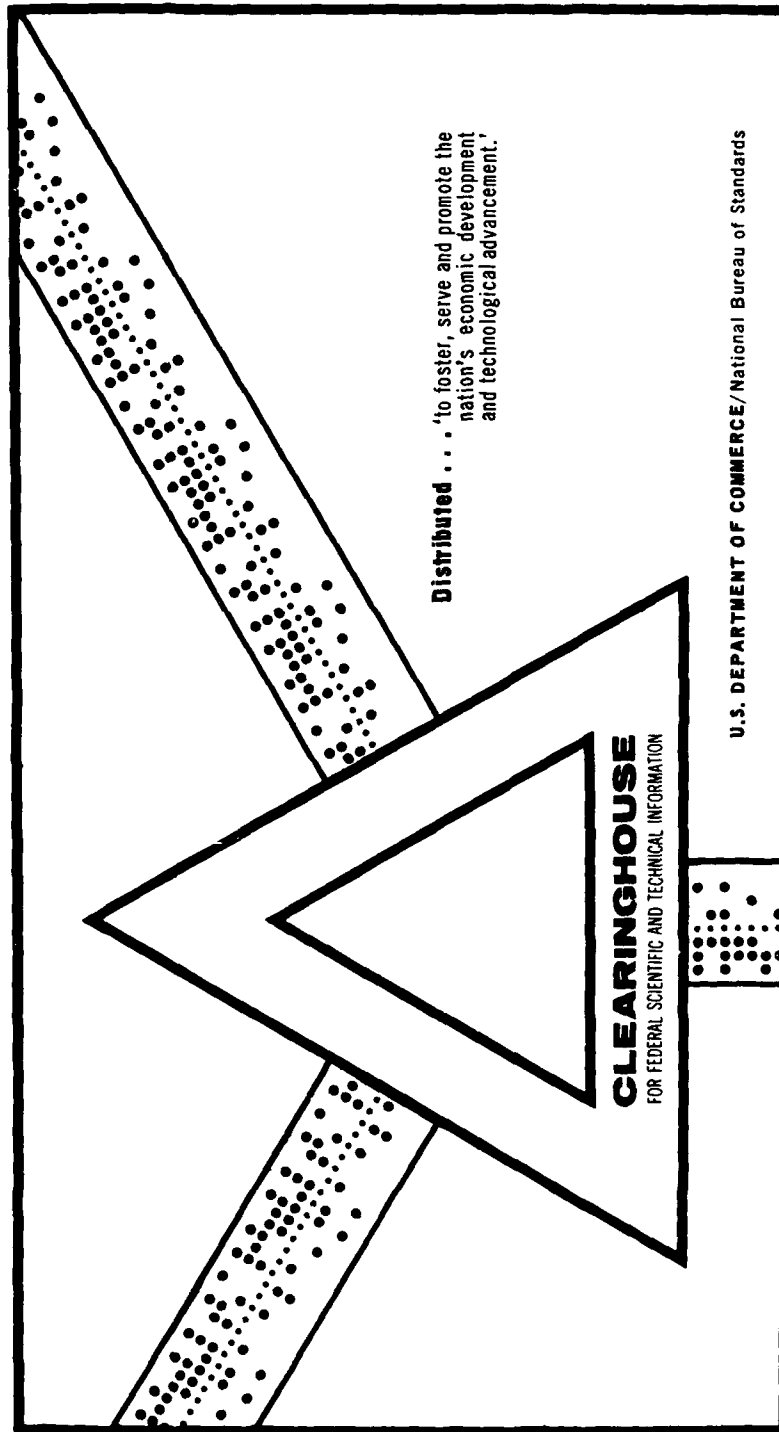 Distributed . . . 'to foster, serve and promote the
nation's economic development
and technological advancement.'
CLEARINGHOUSE
FOR FEDERAL SCIENTIFIC AND TECHNICAL INFORMATION
U.S. DEPARTMENT OF COMMERCE/National Bureau of Standards